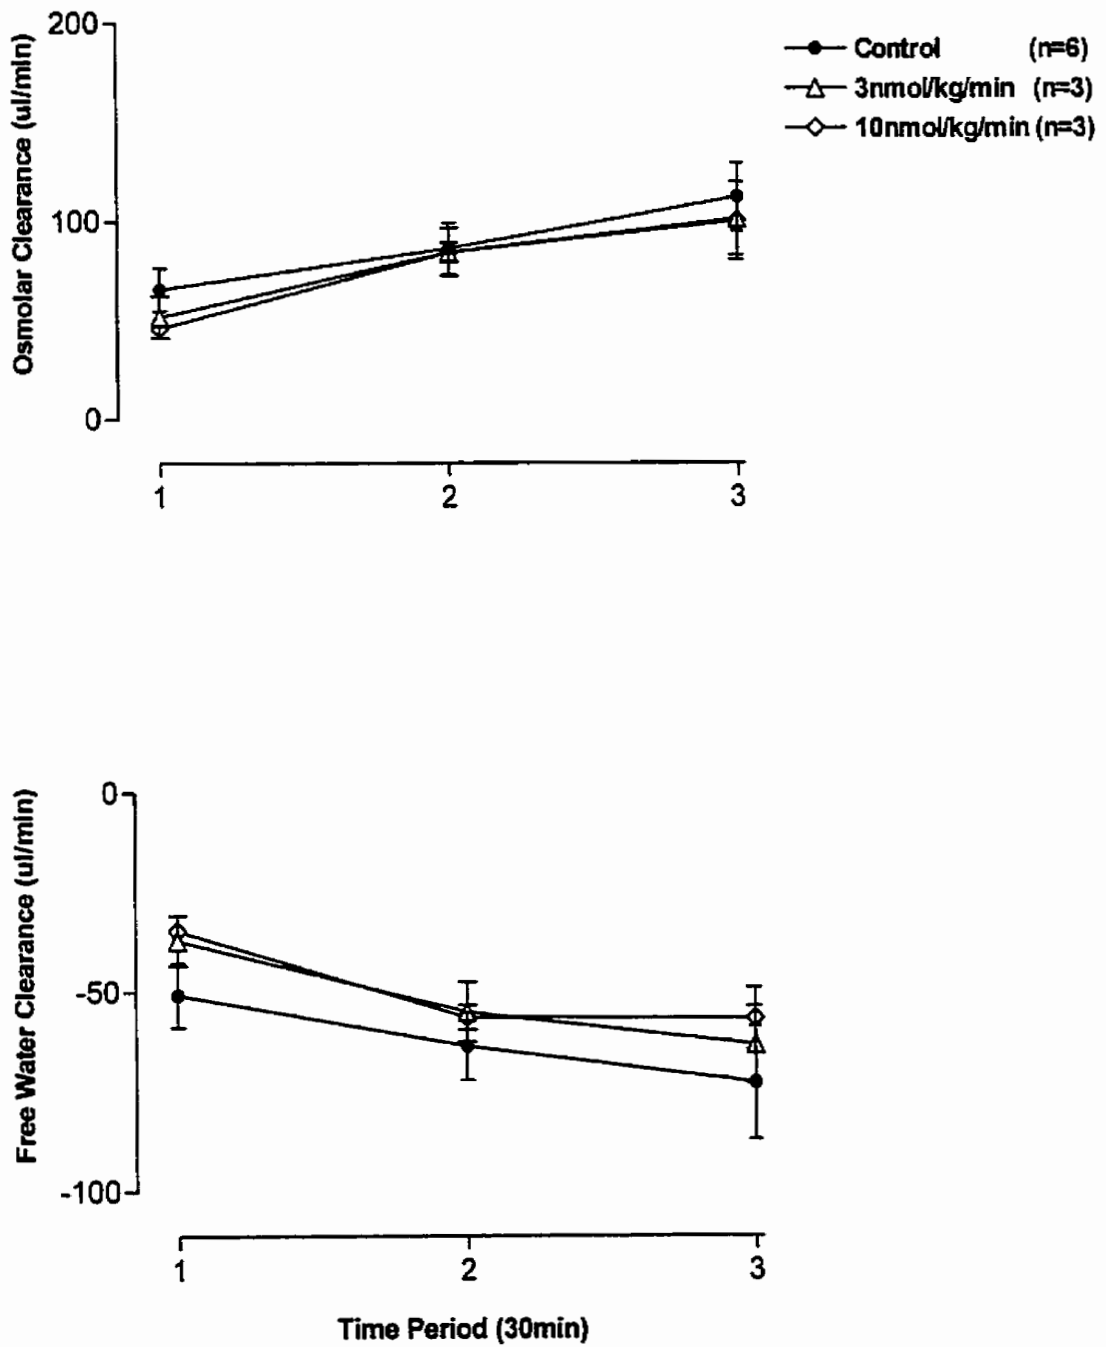 Osmolar Clearance (ul/min)
200
100
0
1 2 3
Control (n=6)
3nmol/kg/min (n=3)
10nmol/kg/min (n=3)
Free Water Clearance (ul/min)
0
-50
-100
1 2 3
Time Period (30min)